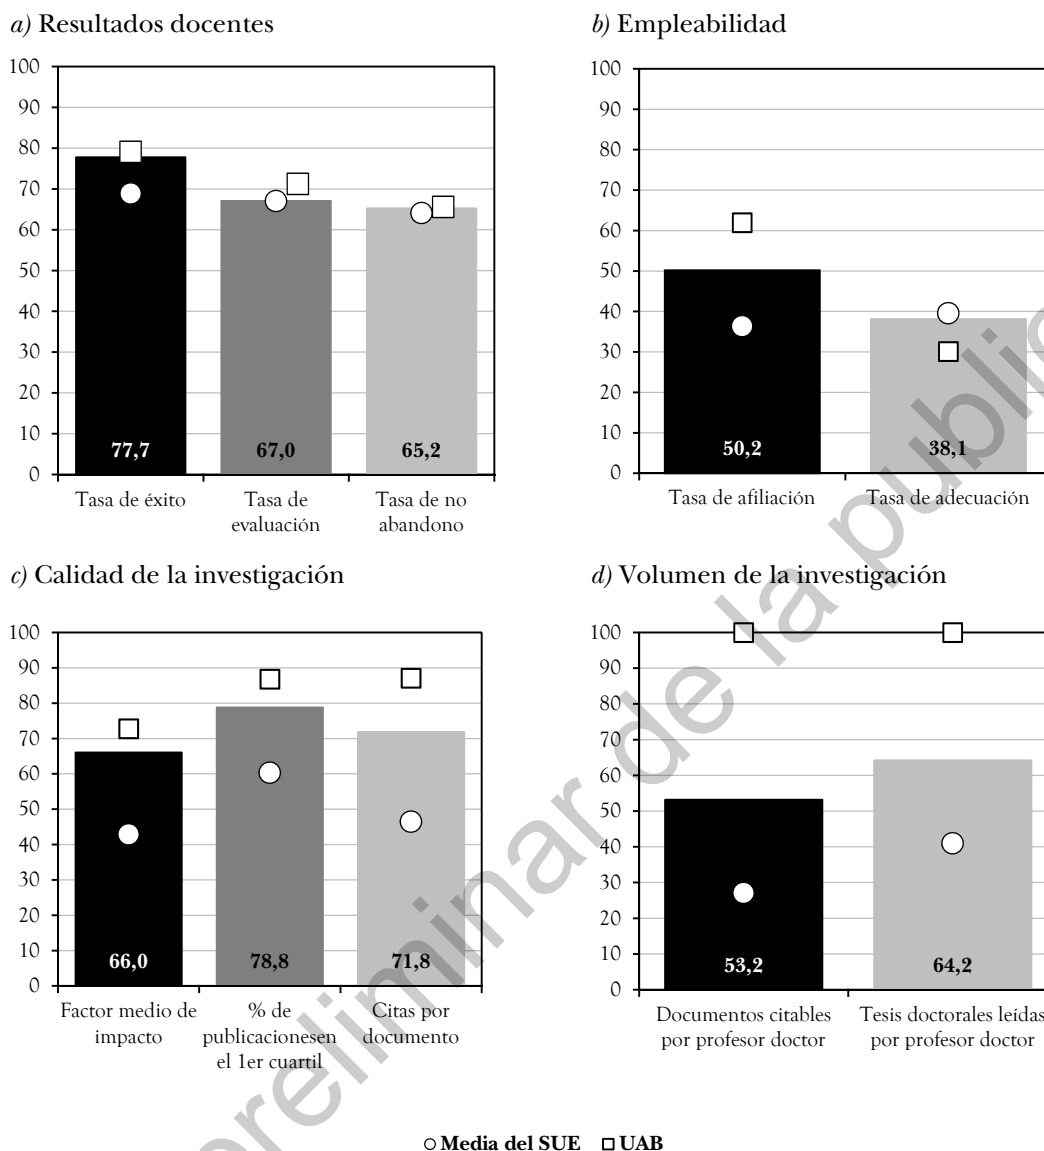 a) Resultados docentes
100
90
80
70
60
50
40
30
20
10
0
77,7
67,0
65,2
Tasa de éxito
Tasa de
evaluación
Tasa de no
abandono
b) Empleabilidad
100
90
80
70
60
50
40
30
20
10
0
50,2
38,1
Tasa de afiliación
Tasa de adecuación
c) Calidad de la investigación
100
90
80
70
60
50
40
30
20
10
0
66,0
78,8
71,8
Factor medio de
impacto
% de
publicacionesen
el 1er cuartil
Citas por
documento
d) Volumen de la investigación
100
90
80
70
60
50
40
30
20
10
0
53,2
64,2
Documentos citables
por profesor doctor
Tesis doctorales leídas
por profesor doctor
Media del SUE
UAB
preliminar de la public